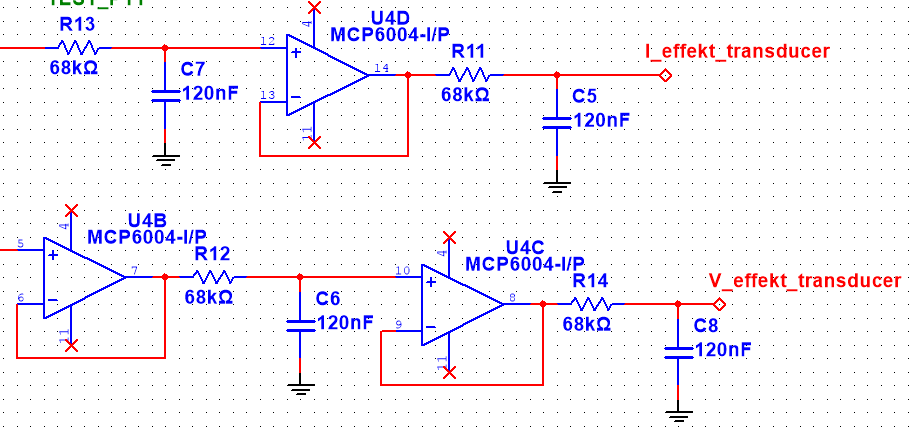 TEST_PTT
R13
68kΩ
C7
120nF
12
13
4
11
14
U4D
MCP6004-I/P
R11
68kΩ
C5
120nF
I_effekt_transducer
5
6
4
11
7
U4B
MCP6004-I/P
R12
68kΩ
C6
120nF
10
9
4
11
8
U4C
MCP6004-I/P
R14
68kΩ
C8
120nF
V_effekt_transducer